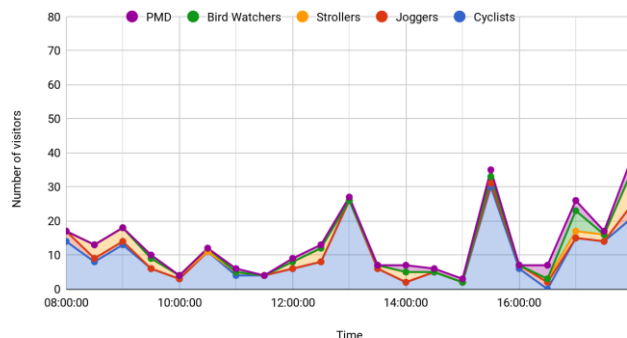 PMD Bird Watchers Strollers Joggers Cyclists
Number of visitors
80
70
60
50
40
30
20
10
0
08:00:00 10:00:00 12:00:00 14:00:00 16:00:00
Time